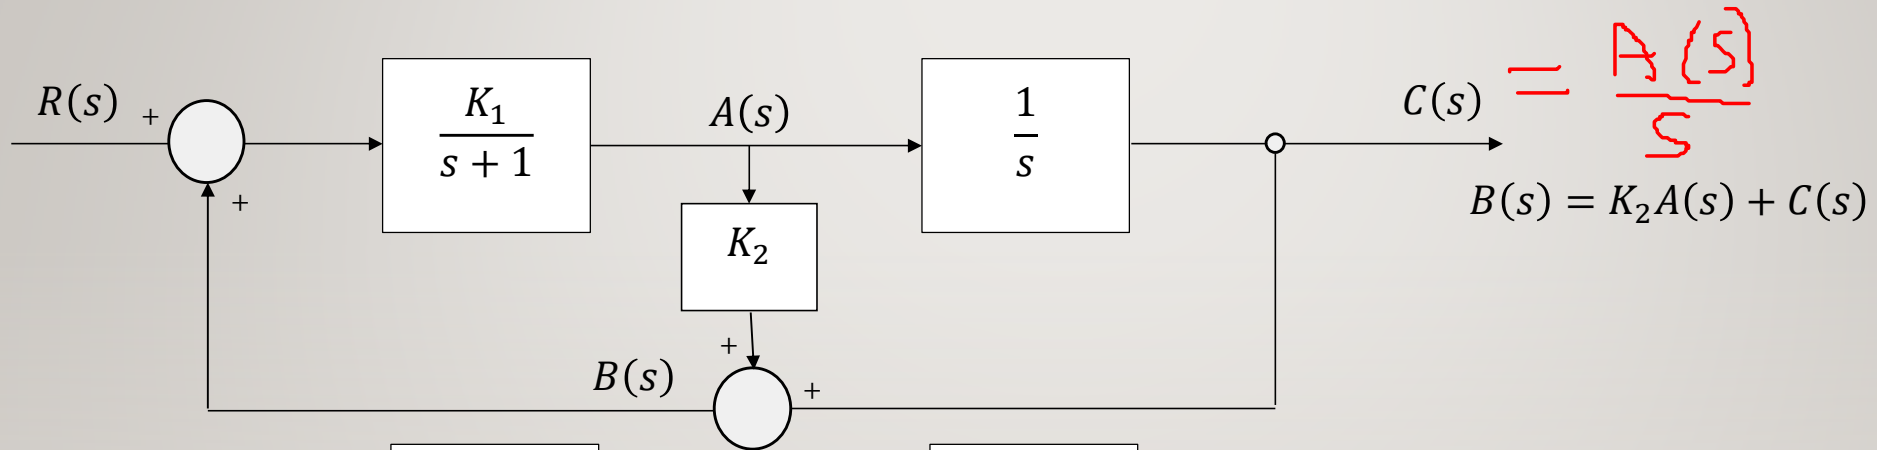 R(s) +
K₁
s + 1
A(s)
1
s
C(s) = A(s)
S
+
K₂
B(s) = K₂A(s) + C(s)
+
B(s)
+